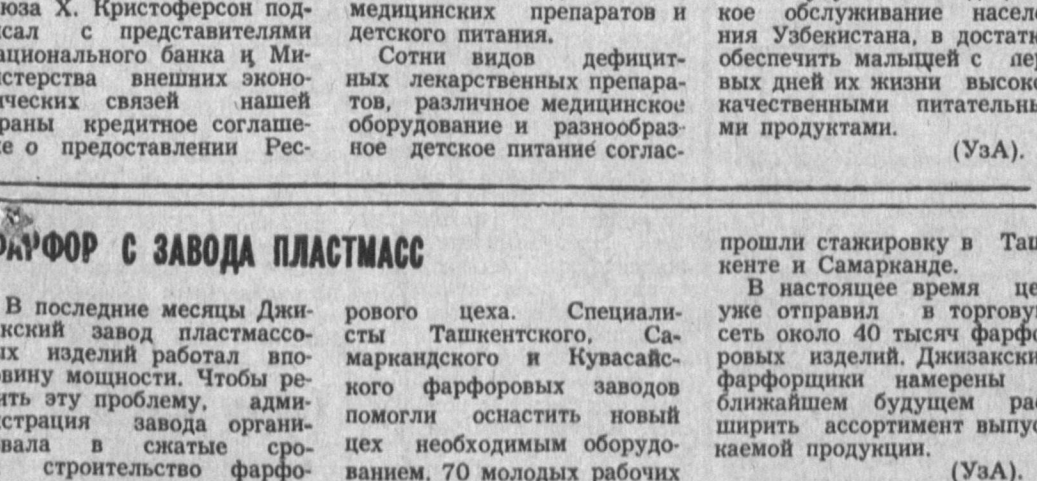 юза Х. Кристоферсон под-
сал с представителями
ационального банка и Ми-
стерства внешних эконо-
ических связей нашей
раны кредитное соглаше-
е о предоставлении Рес-
медицинских препаратов и
детского питания.
Сотни видов дефицит-
ных лекарственных препара-
тов, различное медицинское
оборудование и разнообраз-
ное детское питание соглас-
кое обслуживание насел
ния Узбекистана, в достатк
обеспечить малышей с пер
вых дней их жизни высоко
качественными питательны
ми продуктами.
(УзА).
ФАРФОР С ЗАВОДА ПЛАСТМАСС
В последние месяцы Джи-
кский завод пластмассо-
ых изделий работал впо-
овину мощности. Чтобы ре-
ить эту проблему, адми-
страция завода органи-
вала в сжатые сро-
строительство фарфо-
рового цеха. Специали-
сты Ташкентского, Са-
маркандского и Кувасайс-
кого фарфоровых заводов
помогли оснастить новый
цех необходимым оборудо-
ванием. 70 молодых рабочих
прошли стажировку в Таш
кенте и Самарканде.
В настоящее время це
уже отправил в торгову
сеть около 40 тысяч фарфо
ровых изделий. Джизакски
фарфорщики намерены
ближайшем будущем ра
ширить ассортимент выпус
каемой продукции.
(УзА).